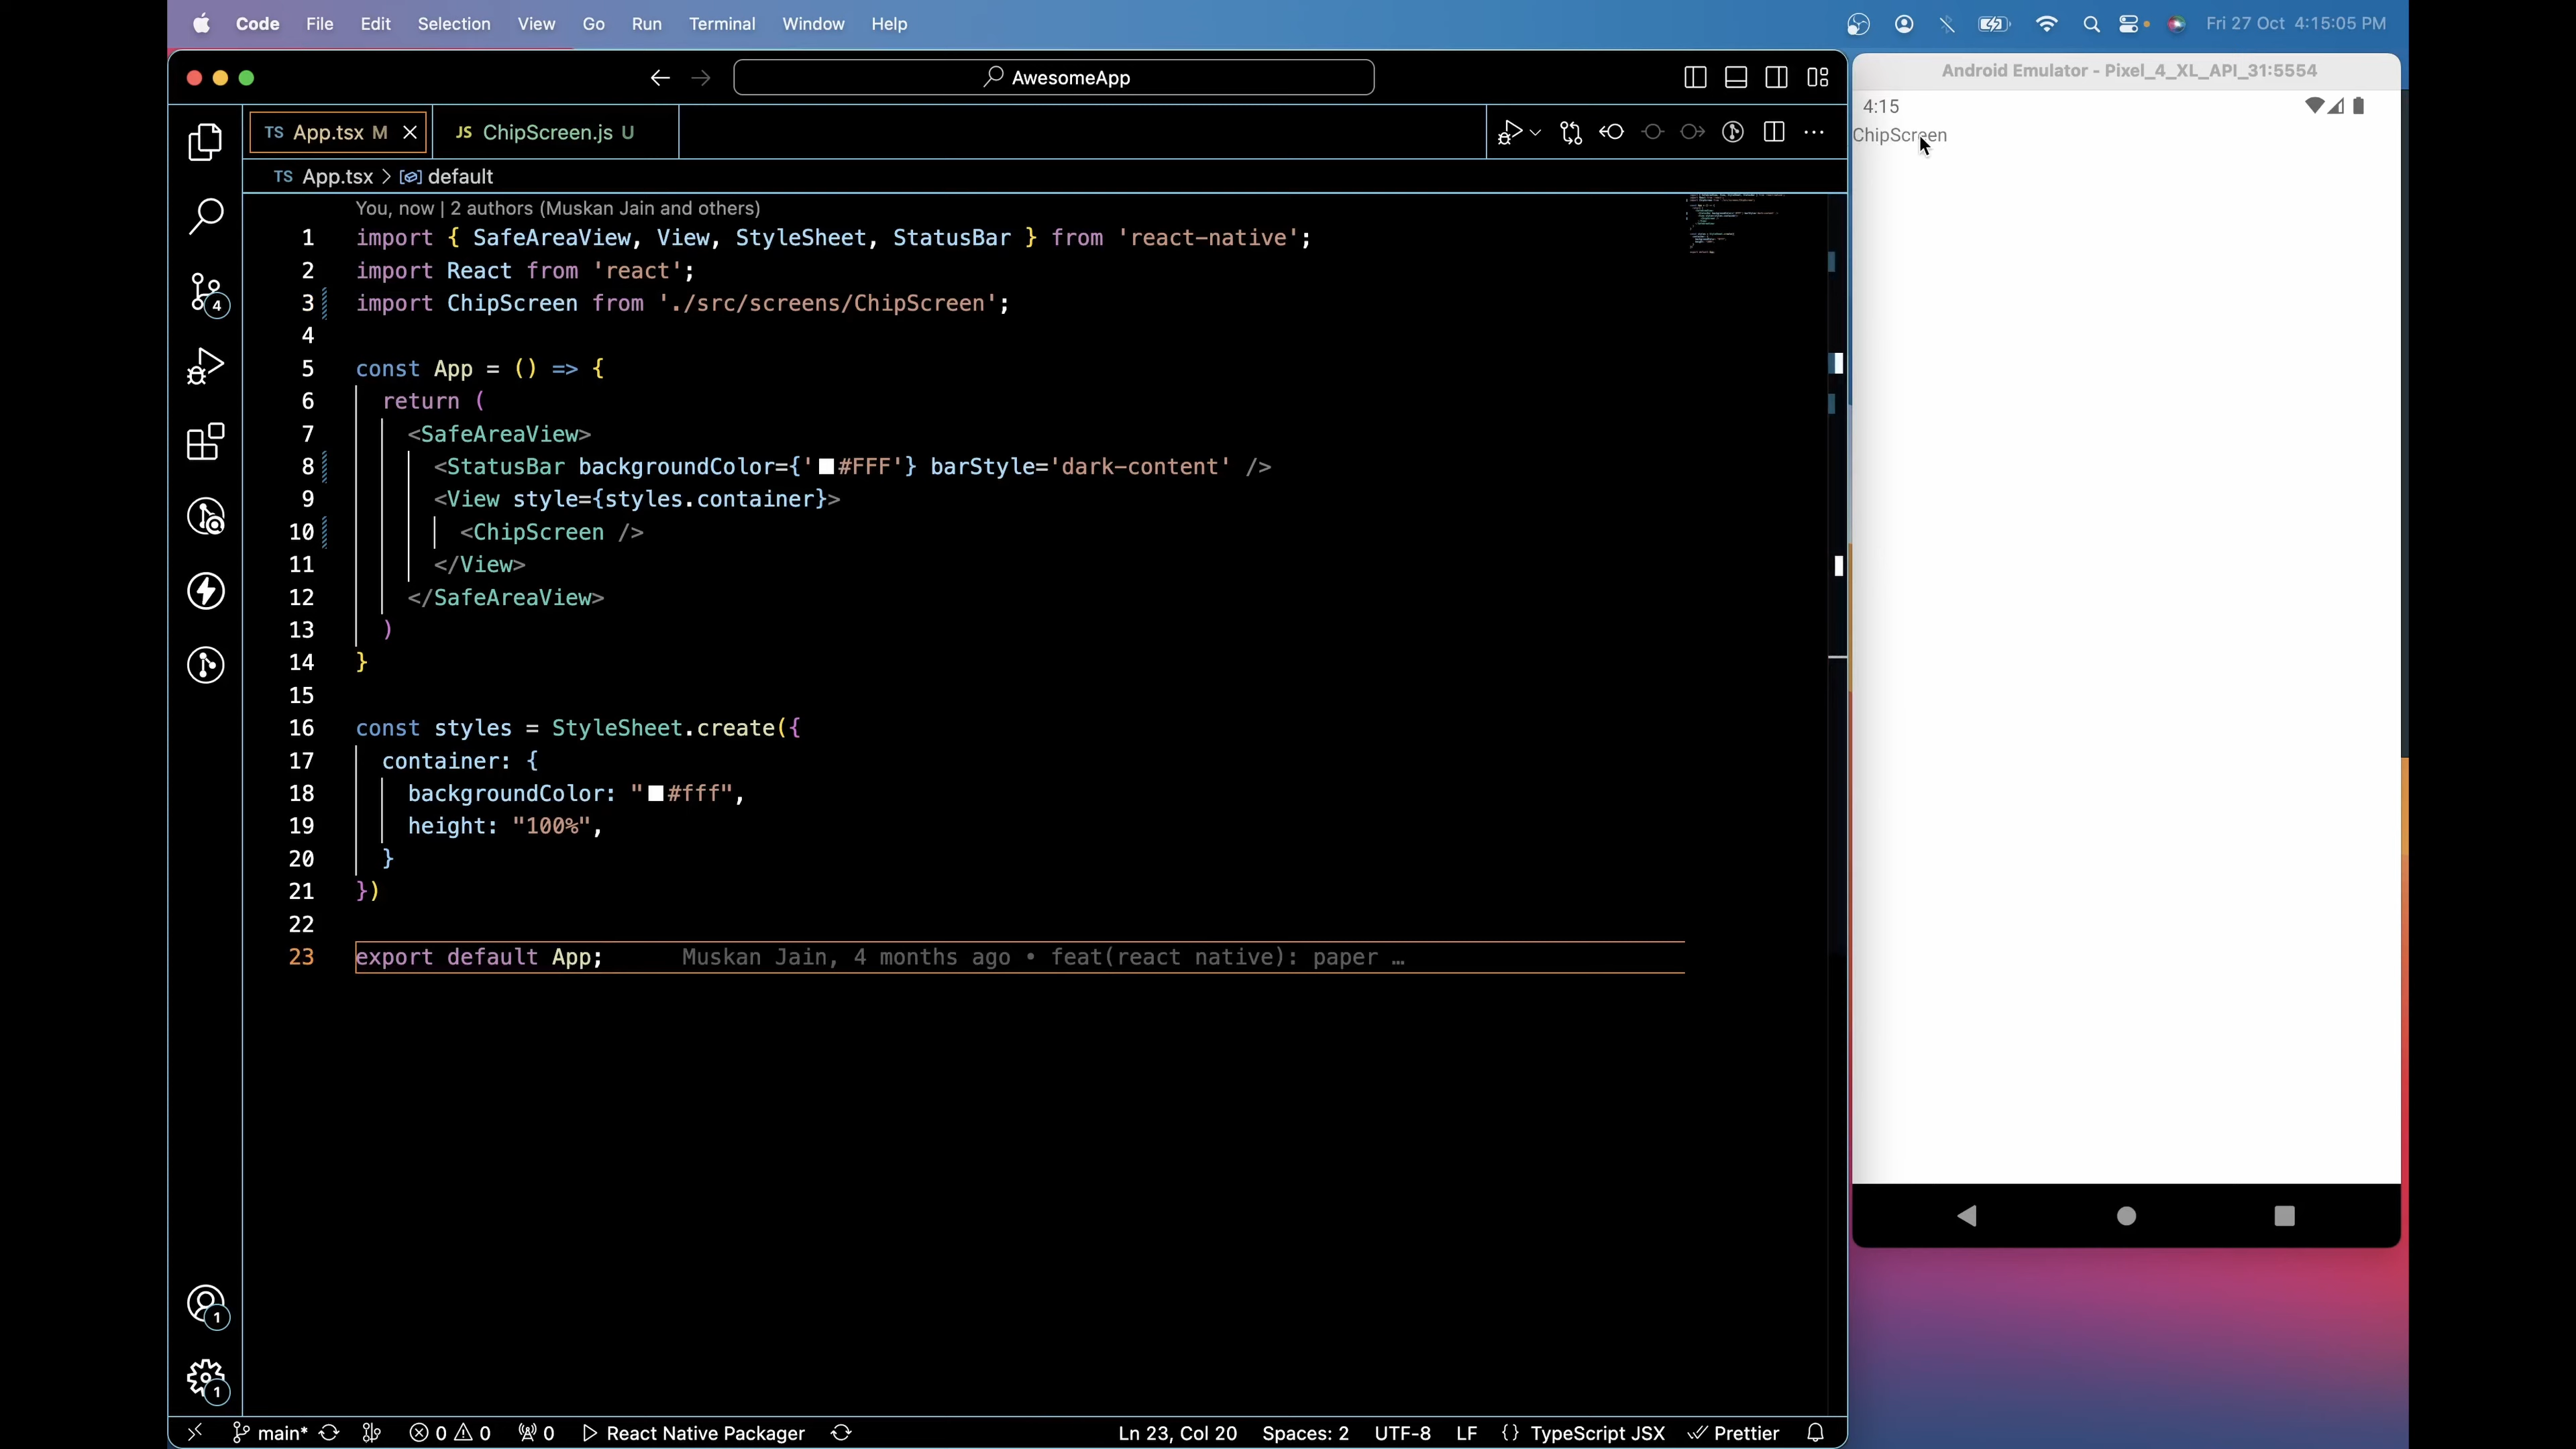 Code File Edit Selection View Go Run Terminal Window Help
Fri 27 Oct 4:15:05 PM
AwesomeApp
TS App.tsx M
JS ChipScreen.js U
TS App.tsx > default
You, now | 2 authors (Muskan Jain and others)
1 import { SafeAreaView, View, StyleSheet, StatusBar } from 'react-native';
2 import React from 'react';
3 import ChipScreen from './src/screens/ChipScreen';
4
5 const App = () => {
6 return (
7 <SafeAreaView>
8 <StatusBar backgroundColor={'#FFF'} barStyle='dark-content' />
9 <View style={styles.container}>
10 <ChipScreen />
11 </View>
12 </SafeAreaView>
13 )
14 }
15
16 const styles = StyleSheet.create({
17 container: {
18 backgroundColor: "#fff",
19 height: "100%",
20 }
21 })
22
23 export default App; Muskan Jain, 4 months ago • feat(react native): paper …
4
1
1
main* 0 0 0 React Native Packager
Ln 23, Col 20 Spaces: 2 UTF-8 LF {} TypeScript JSX Prettier
Android Emulator - Pixel_4_XL_API_31:5554
4:15
ChipScreen